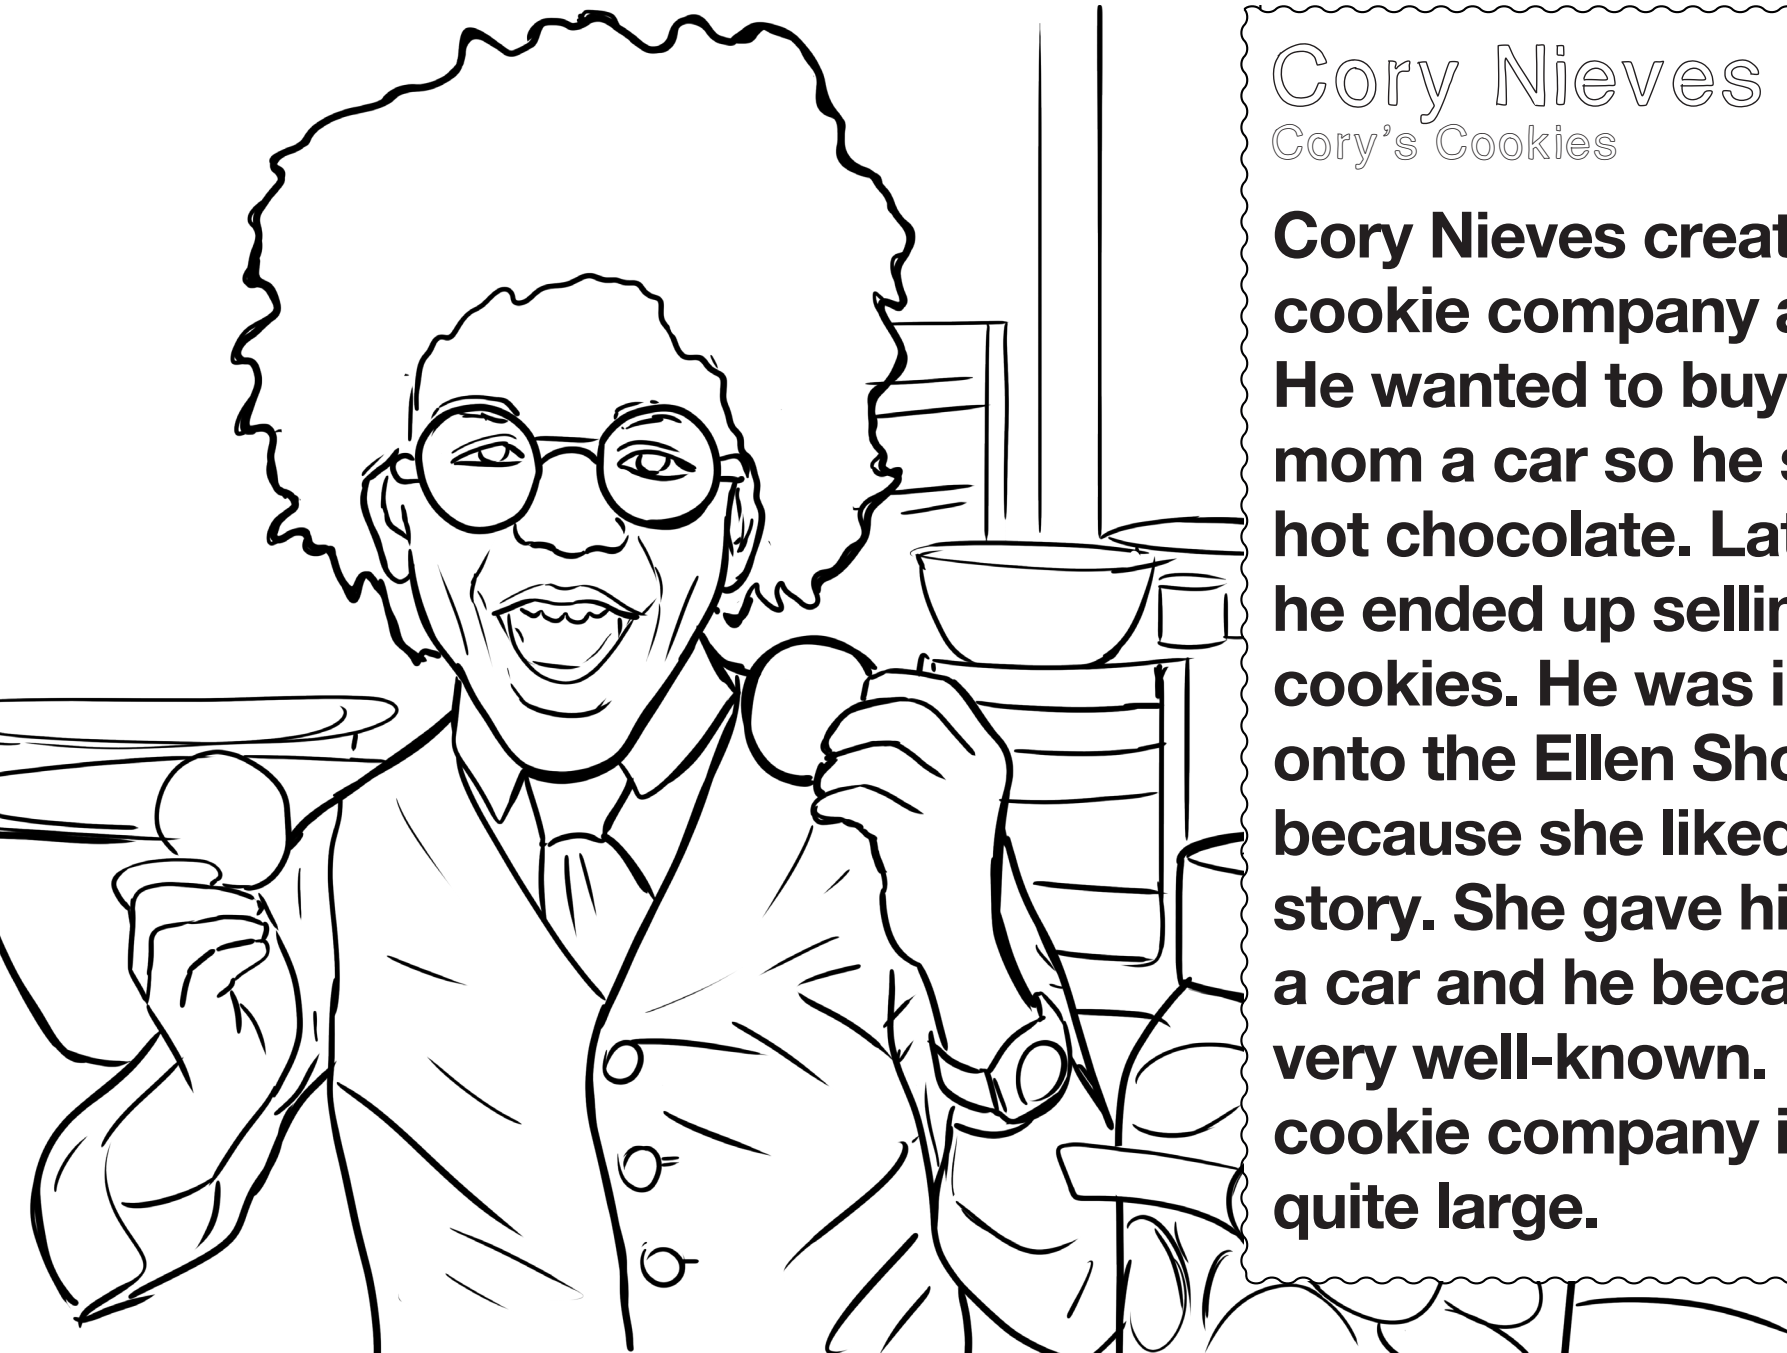 Cory Nieves
Cory's Cookies
Cory Nieves creat
cookie company a
He wanted to buy
mom a car so he s
hot chocolate. Lat
he ended up sellin
cookies. He was i
onto the Ellen Sho
because she liked
story. She gave hi
a car and he beca
very well-known.
cookie company i
quite large.